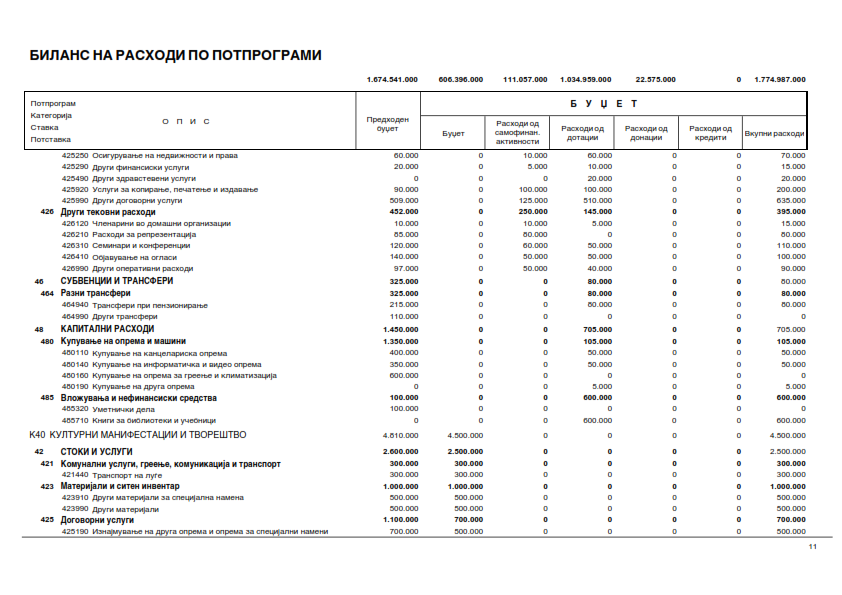 БИЛАНС НА РАСХОДИ ПО ПОТПРОГРАМИ
1.674.541.000 606.396.000 111.057.000 1.034.959.000 22.575.000 0 1.774.987.000
Потпрограм
Категорија
Ставка
Потставка
О П И С
Предходен буџет
Б У Џ Е Т
Буџет
Расходи од самофинан. активности
Расходи од дотации
Расходи од донации
Расходи од кредити
Вкупни расходи
425250 Осигурување на недвижности и права 60.000 0 10.000 60.000 0 0 70.000
425290 Други финансиски услуги 20.000 0 5.000 10.000 0 0 15.000
425490 Други здравствени услуги 0 0 0 20.000 0 0 20.000
425920 Услуги за копирање, печатење и издавање 90.000 0 100.000 100.000 0 0 200.000
425990 Други договорни услуги 509.000 0 125.000 510.000 0 0 635.000
426 Други тековни расходи 452.000 0 250.000 145.000 0 0 395.000
426120 Членарини во домашни организации 10.000 0 10.000 5.000 0 0 15.000
426210 Расходи за репрезентација 85.000 0 80.000 0 0 0 80.000
426310 Семинари и конференции 120.000 0 60.000 50.000 0 0 110.000
426410 Објавување на огласи 140.000 0 50.000 50.000 0 0 100.000
426990 Други оперативни расходи 97.000 0 50.000 40.000 0 0 90.000
46 СУБВЕНЦИИ И ТРАНСФЕРИ 325.000 0 0 80.000 0 0 80.000
464 Разни трансфери 325.000 0 0 80.000 0 0 80.000
464940 Трансфери при пензионирање 215.000 0 0 80.000 0 0 80.000
464990 Други трансфери 110.000 0 0 0 0 0 0
48 КАПИТАЛНИ РАСХОДИ 1.450.000 0 0 705.000 0 0 705.000
480 Купување на опрема и машини 1.350.000 0 0 105.000 0 0 105.000
480110 Купување на канцелариска опрема 400.000 0 0 50.000 0 0 50.000
480140 Купување на информатичка и видео опрема 350.000 0 0 50.000 0 0 50.000
480160 Купување на опрема за греење и климатизација 600.000 0 0 0 0 0 0
480190 Купување на друга опрема 0 0 0 5.000 0 0 5.000
485 Вложувања и нефинансиски средства 100.000 0 0 600.000 0 0 600.000
485320 Уметнички дела 100.000 0 0 0 0 0 0
485710 Книги за библиотеки и учебници 0 0 0 600.000 0 0 600.000
К40 КУЛТУРНИ МАНИФЕСТАЦИИ И ТВОРЕШТВО 4.810.000 4.500.000 0 0 0 0 4.500.000
42 СТОКИ И УСЛУГИ 2.600.000 2.500.000 0 0 0 0 2.500.000
421 Комунални услуги, греење, комуникација и транспорт 300.000 300.000 0 0 0 0 300.000
421440 Транспорт на луѓе 300.000 300.000 0 0 0 0 300.000
423 Материјали и ситен инвентар 1.000.000 1.000.000 0 0 0 0 1.000.000
423910 Други материјали за специјална намена 500.000 500.000 0 0 0 0 500.000
423990 Други материјали 500.000 500.000 0 0 0 0 500.000
425 Договорни услуги 1.100.000 700.000 0 0 0 0 700.000
425190 Изнајмување на друга опрема и опрема за специјални намени 700.000 500.000 0 0 0 0 500.000
11